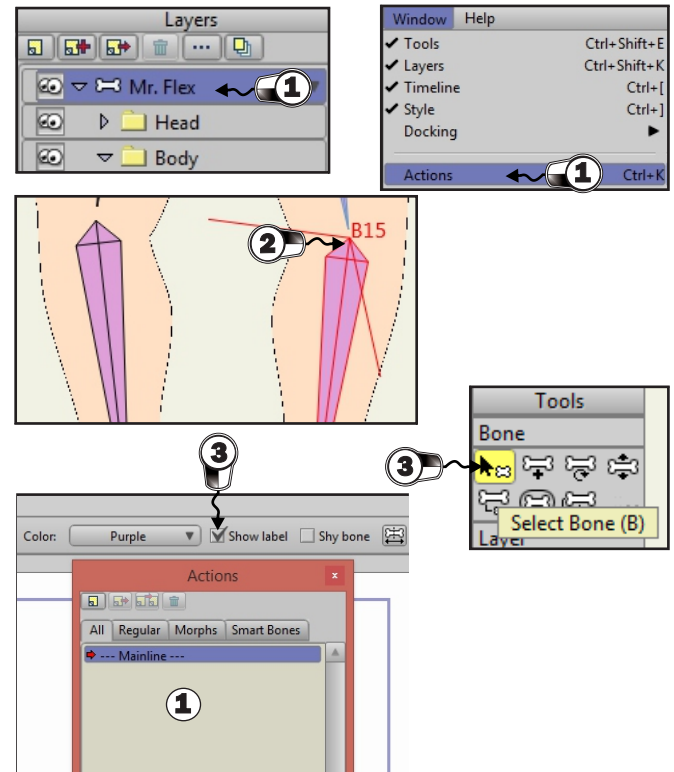 Layers
Mr. Flex
1
Head
Body
Window Help
Tools Ctrl+Shift+E
Layers Ctrl+Shift+K
Timeline Ctrl+[
Style Ctrl+]
Docking
Actions 1 Ctrl+K
2
B15
3
Color: Purple Show label Shy bone
Actions
All Regular Morphs Smart Bones
--- Mainline ---
1
Tools
Bone
3
Select Bone (B)
Layer